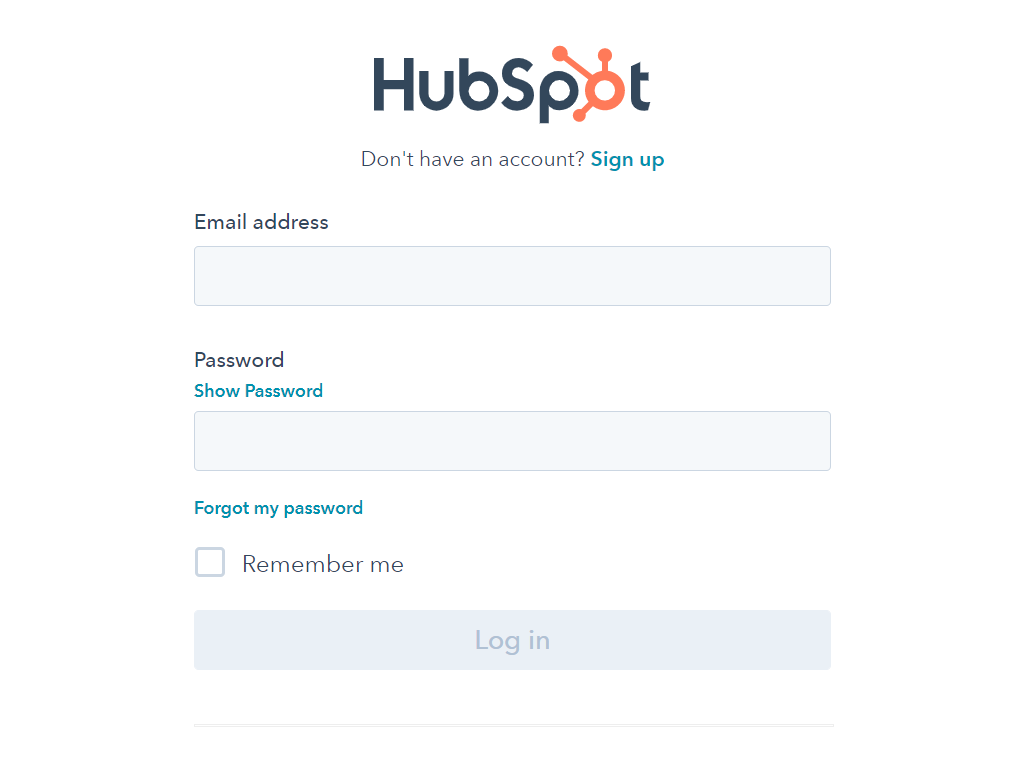 HubSpot
Don't have an account? Sign up
Email address
Password
Show Password
Forgot my password
Remember me
Log in